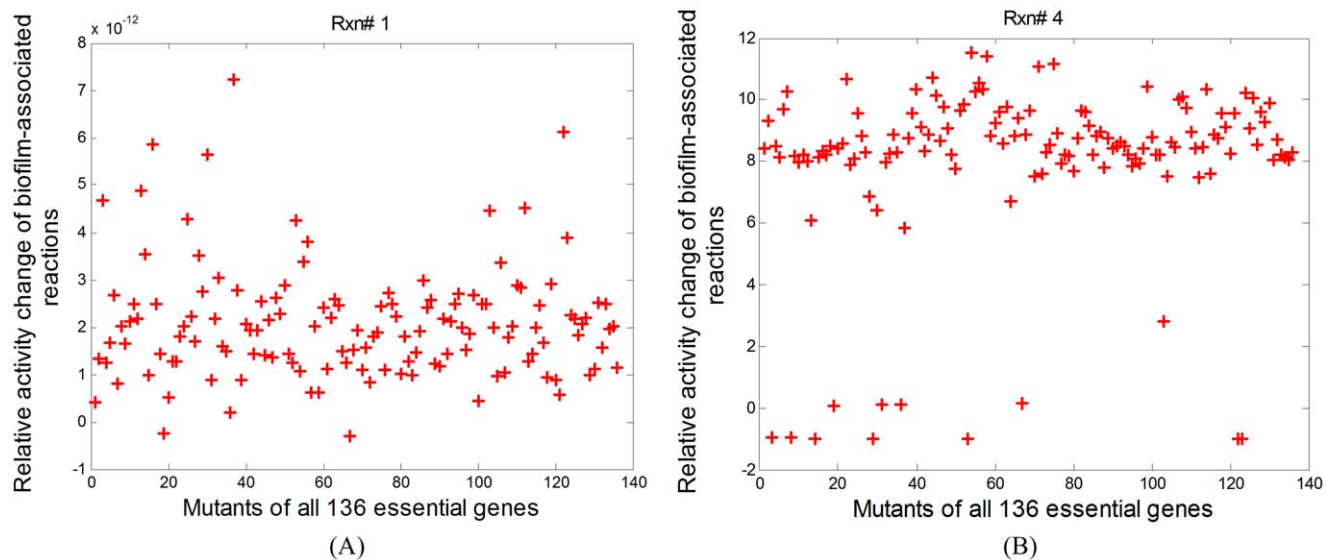 Rxn# 1
× 10⁻¹²
8
7
6
5
4
3
2
1
0
-1
0 20 40 60 80 100 120 140
Relative activity change of biofilm-associated
reactions
Mutants of all 136 essential genes
(A)
Rxn# 4
12
10
8
6
4
2
0
-2
0 20 40 60 80 100 120 140
Relative activity change of biofilm-associated
reactions
Mutants of all 136 essential genes
(B)